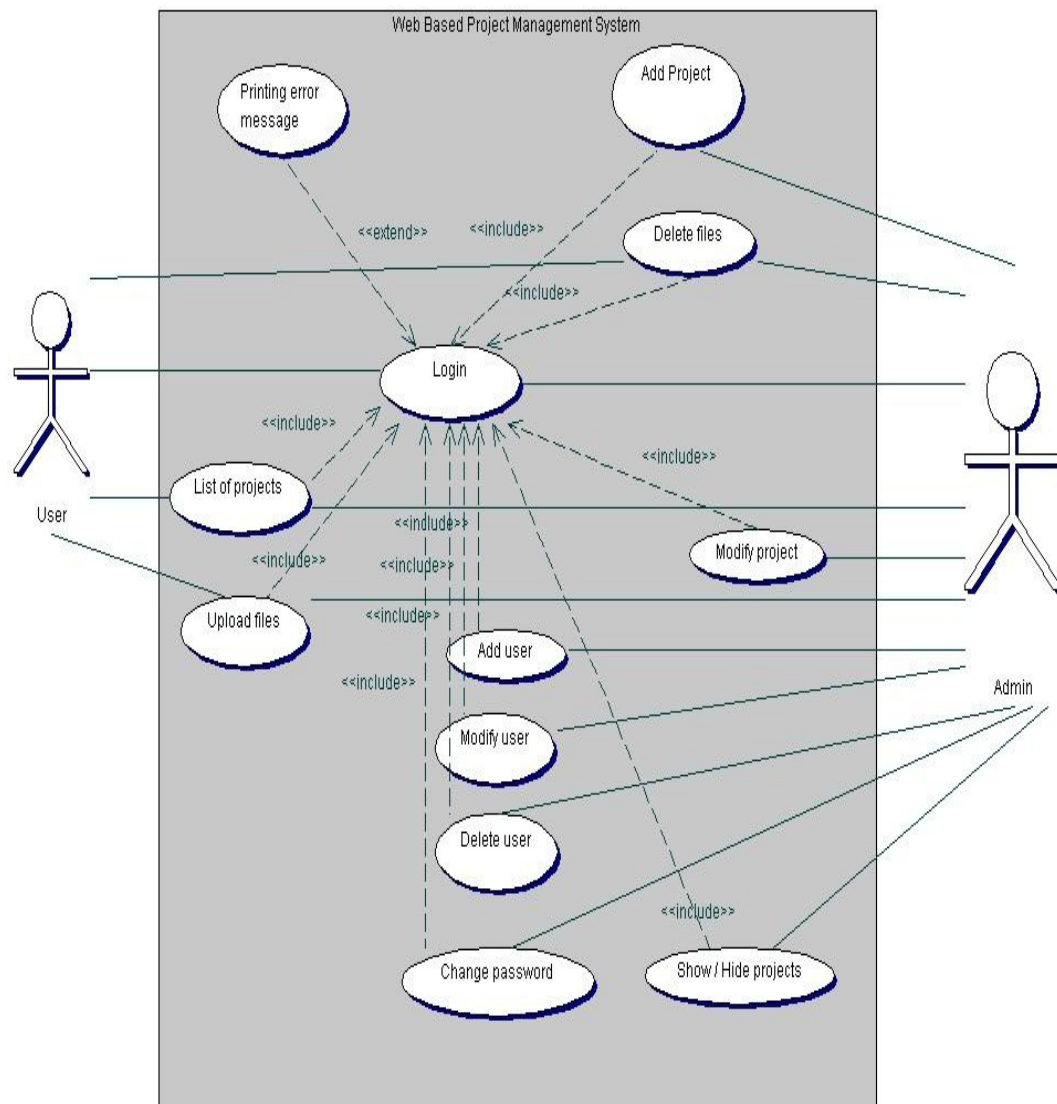 Web Based Project Management System
Printing error
message
Add Project
<<extend>>
<<include>>
Delete files
<<include>>
Login
<<include>>
<<include>>
List of projects
User
<<include>>
Modify project
<<include>>
<<include>>
Upload files
<<include>>
Add user
<<include>>
Admin
Modify user
Delete user
<<include>>
Change password
Show / Hide projects